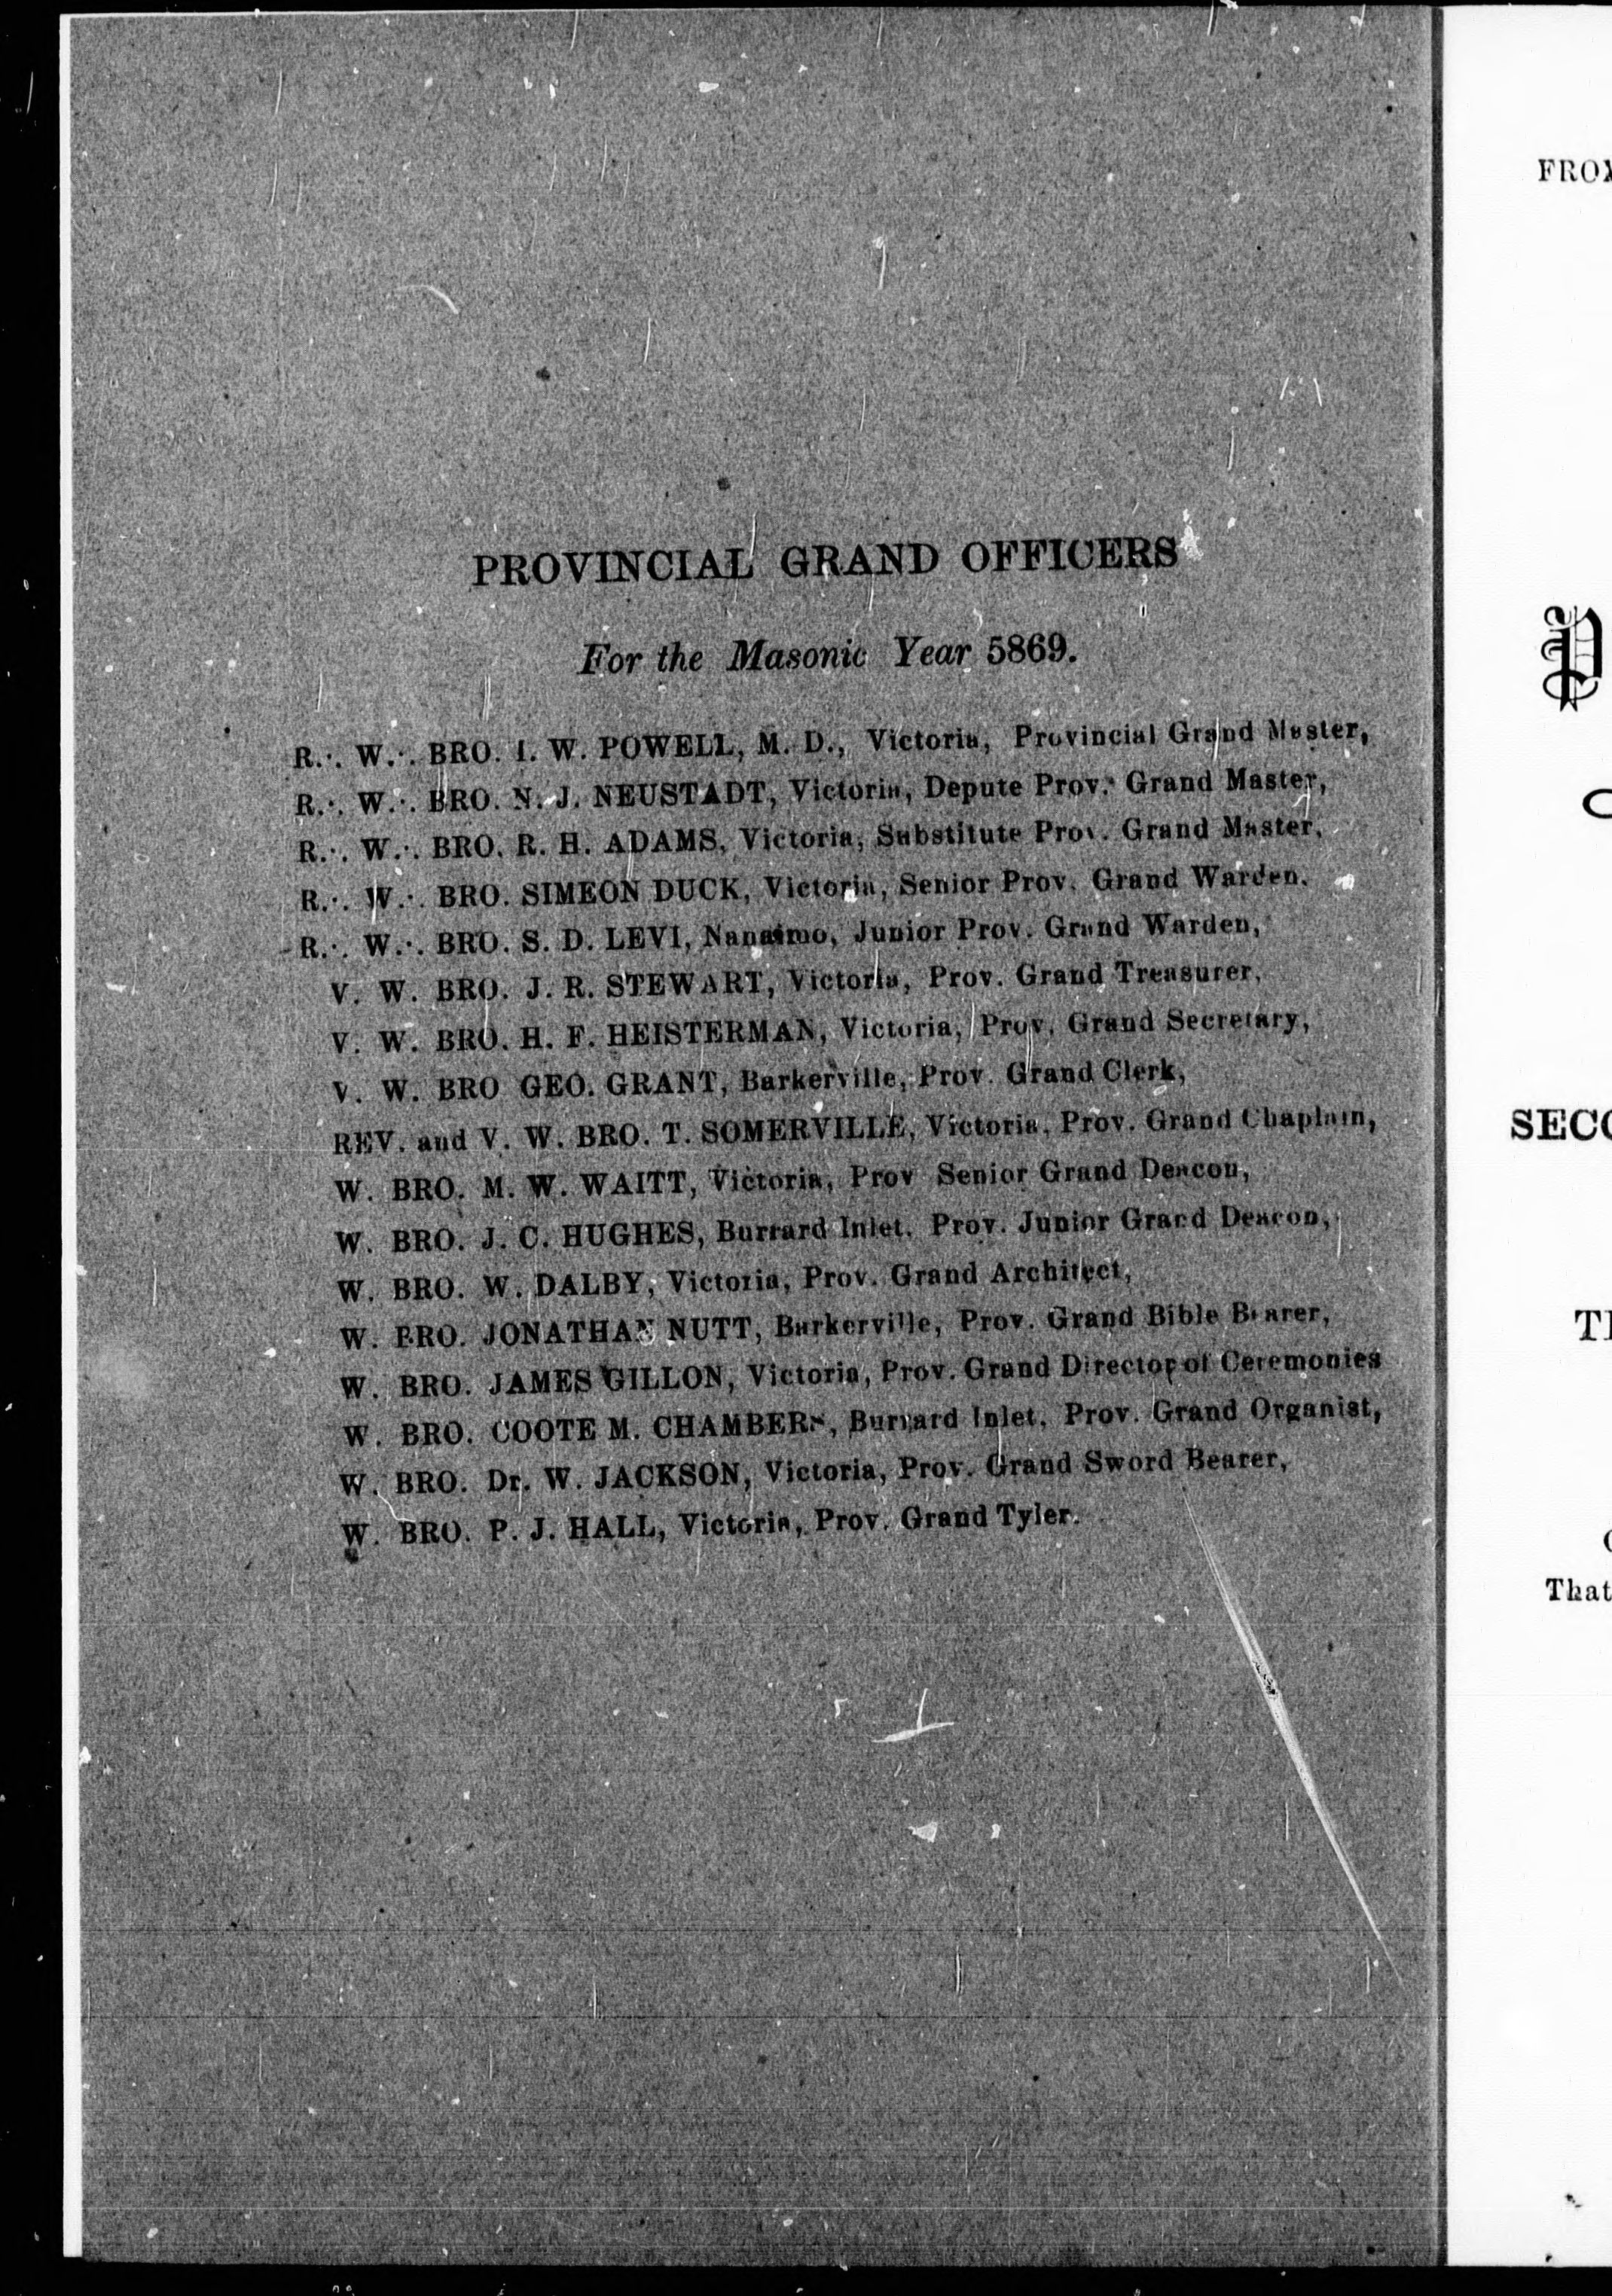 PROVINCIAL GRAND OFFICERS
For the Masonic Year 5869.
R.·. W.·. BRO. I. W. POWELL, M. D., Victoria, Provincial Grand Master,
R.·. W.·. BRO. N. J. NEUSTADT, Victoria, Depute Prov. Grand Master,
R.·. W.·. BRO. R. H. ADAMS, Victoria, Substitute Prov. Grand Master,
R.·. W.·. BRO. SIMEON DUCK, Victoria, Senior Prov. Grand Warden,
R.·. W.·. BRO. S. D. LEVI, Nanaimo, Junior Prov. Grand Warden,
V. W. BRO. J. R. STEWART, Victoria, Prov. Grand Treasurer,
V. W. BRO. H. F. HEISTERMAN, Victoria, Prov. Grand Secretary,
V. W. BRO GEO. GRANT, Barkerville, Prov. Grand Clerk,
REV. and V. W. BRO. T. SOMERVILLE, Victoria, Prov. Grand Chaplain,
W. BRO. M. W. WAITT, Victoria, Prov Senior Grand Deacon,
W. BRO. J. C. HUGHES, Burrard Inlet, Prov. Junior Grand Deacon,
W. BRO. W. DALBY, Victoria, Prov. Grand Architect,
W. BRO. JONATHAN NUTT, Barkerville, Prov. Grand Bible Bearer,
W. BRO. JAMES GILLON, Victoria, Prov. Grand Director of Ceremonies
W. BRO. COOTE M. CHAMBERS, Burrard Inlet, Prov. Grand Organist,
W. BRO. Dr. W. JACKSON, Victoria, Prov. Grand Sword Bearer,
W. BRO. P. J. HALL, Victoria, Prov. Grand Tyler.
P
SECO
That